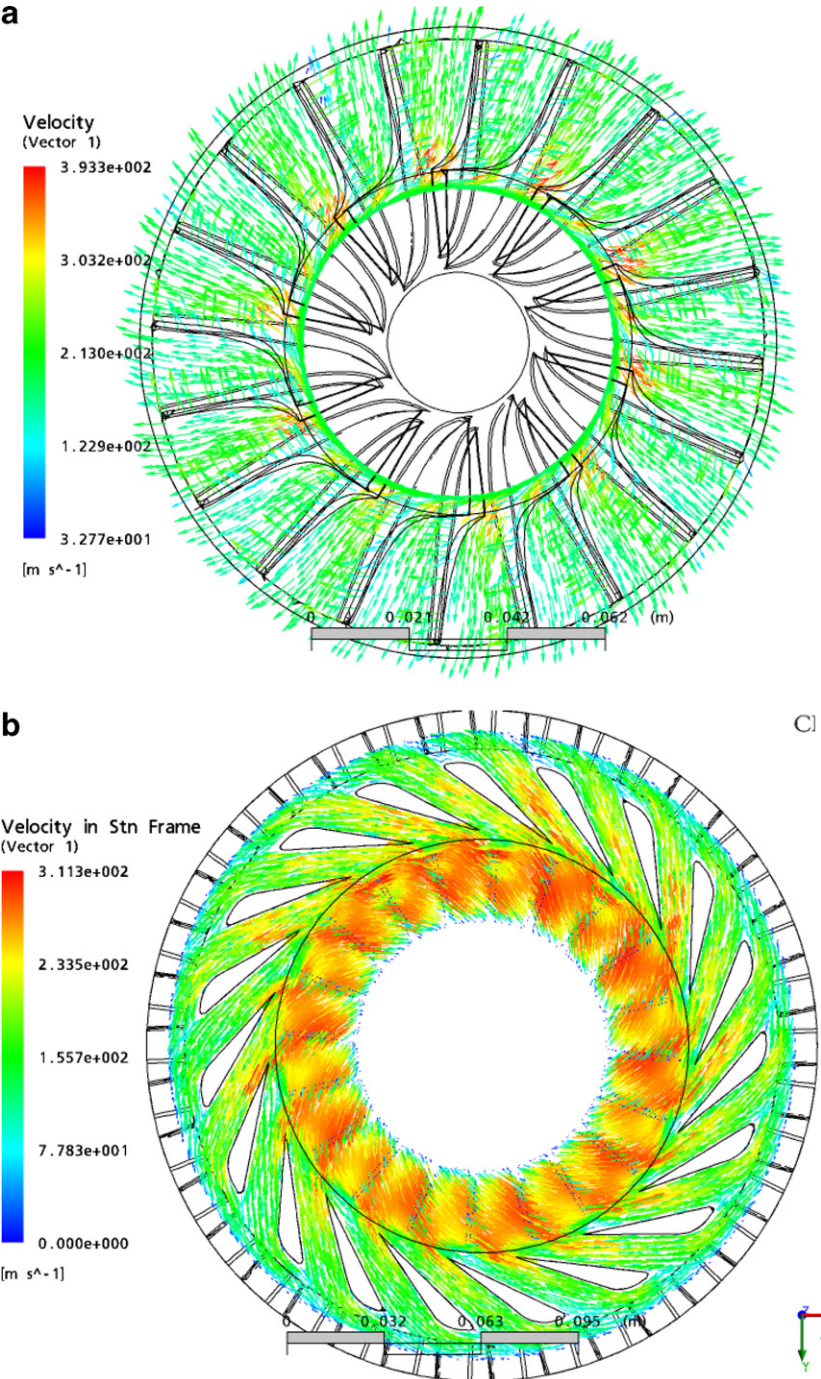 a
Velocity
(Vector 1)
3.933e+002
3.032e+002
2.130e+002
1.229e+002
3.277e+001
[m s^-1]
0 0.021 0.042 0.062 (m)
b
Velocity in Stn Frame
(Vector 1)
3.113e+002
2.335e+002
1.557e+002
7.783e+001
0.000e+000
[m s^-1]
0 0.032 0.063 0.095 (m)
Z
Y